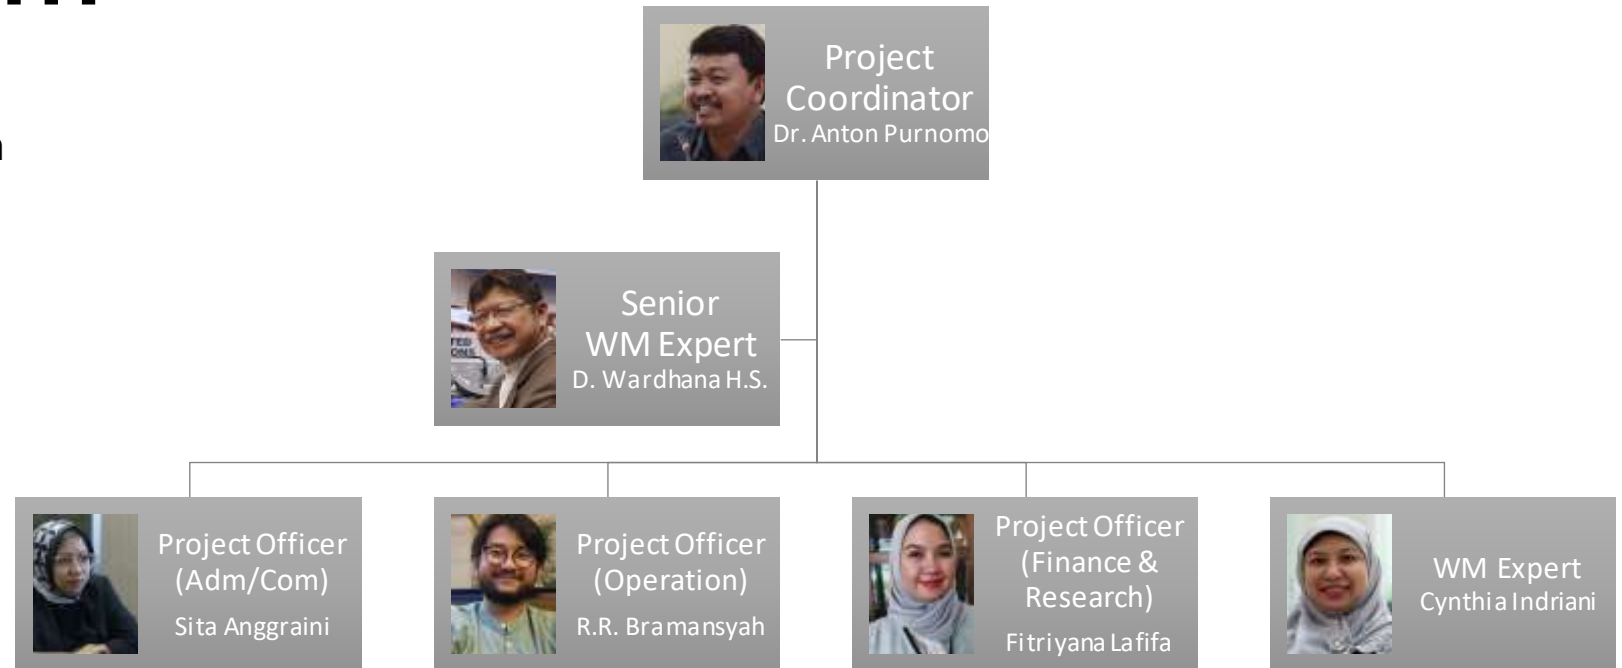 Project
Coordinator
Dr. Anton Purnomo
Senior
WM Expert
D. Wardhana H.S.
Project Officer
(Adm/Com)
Sita Anggraini
Project Officer
(Operation)
R.R. Bramansyah
Project Officer
(Finance &
Research)
Fitriyana Lafifa
WM Expert
Cynthia Indriani